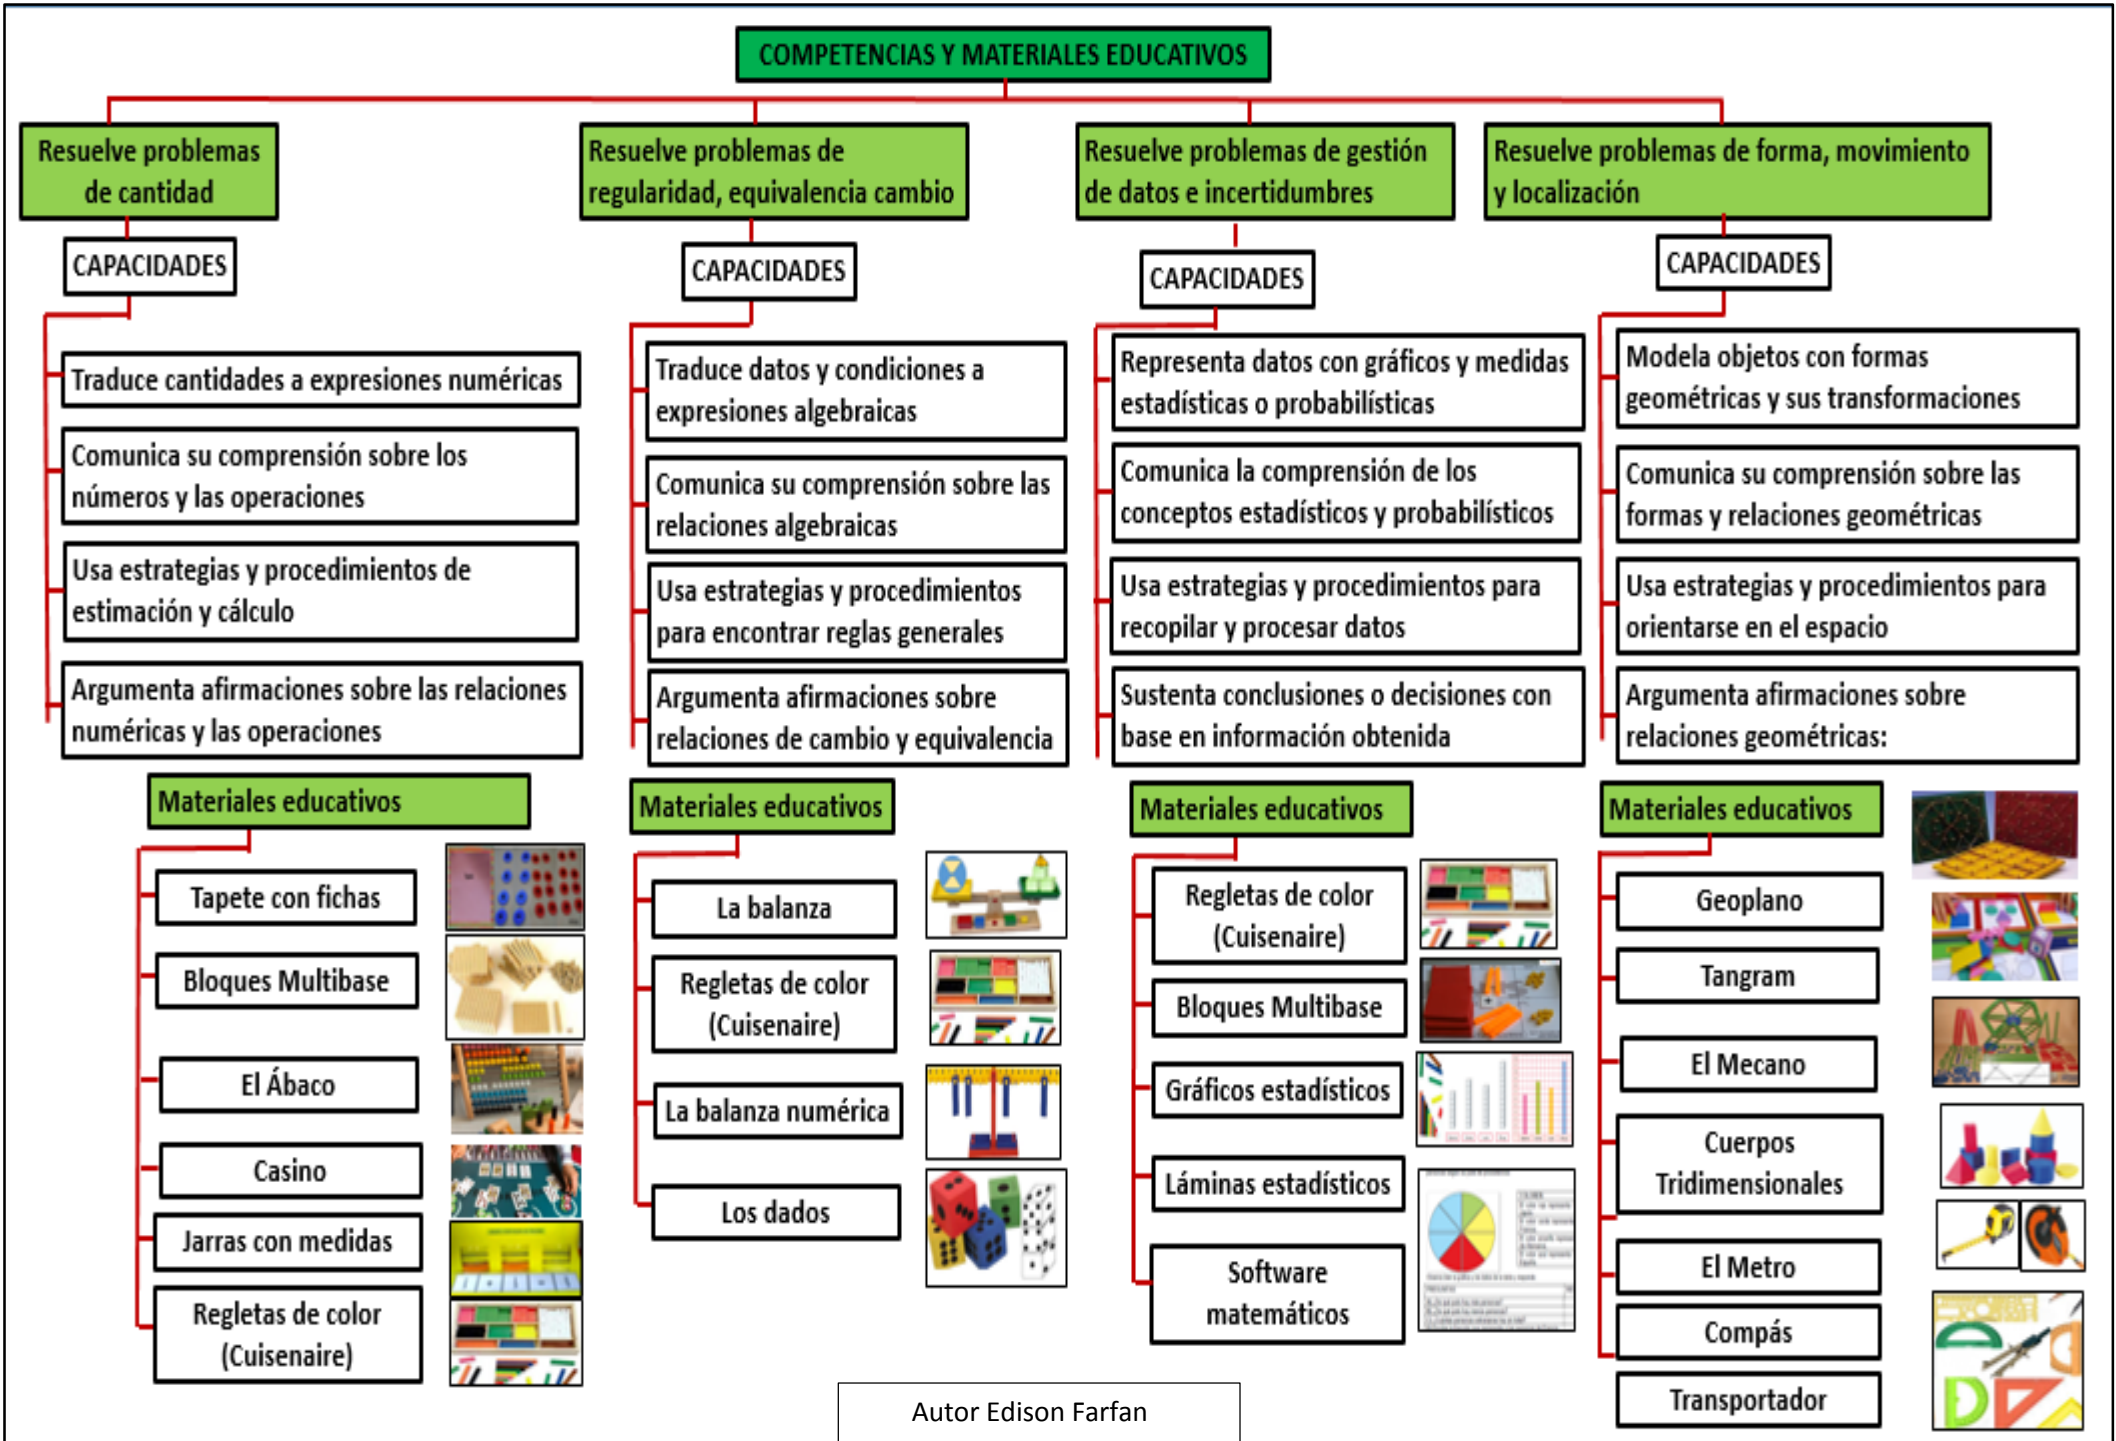 COMPETENCIAS Y MATERIALES EDUCATIVOS
Resuelve problemas
de cantidad
CAPACIDADES
Traduce cantidades a expresiones numéricas
Comunica su comprensión sobre los
números y las operaciones
Usa estrategias y procedimientos de
estimación y cálculo
Argumenta afirmaciones sobre las relaciones
numéricas y las operaciones
Materiales educativos
Tapete con fichas
Bloques Multibase
El Ábaco
Casino
Jarras con medidas
Regletas de color
(Cuisenaire)
Resuelve problemas de
regularidad, equivalencia cambio
CAPACIDADES
Traduce datos y condiciones a
expresiones algebraicas
Comunica su comprensión sobre las
relaciones algebraicas
Usa estrategias y procedimientos
para encontrar reglas generales
Argumenta afirmaciones sobre
relaciones de cambio y equivalencia
Materiales educativos
La balanza
Regletas de color
(Cuisenaire)
La balanza numérica
Los dados
Resuelve problemas de gestión
de datos e incertidumbres
CAPACIDADES
Representa datos con gráficos y medidas
estadísticas o probabilísticas
Comunica la comprensión de los
conceptos estadísticos y probabilísticos
Usa estrategias y procedimientos para
recopilar y procesar datos
Sustenta conclusiones o decisiones con
base en información obtenida
Materiales educativos
Regletas de color
(Cuisenaire)
Bloques Multibase
Gráficos estadísticos
Láminas estadísticos
Software
matemáticos
Resuelve problemas de forma, movimiento
y localización
CAPACIDADES
Modela objetos con formas
geométricas y sus transformaciones
Comunica su comprensión sobre las
formas y relaciones geométricas
Usa estrategias y procedimientos para
orientarse en el espacio
Argumenta afirmaciones sobre
relaciones geométricas:
Materiales educativos
Geoplano
Tangram
El Mecano
Cuerpos
Tridimensionales
El Metro
Compás
Transportador
Autor Edison Farfan